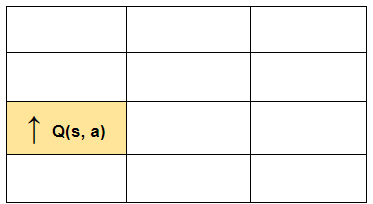 ↑ Q(s, a)